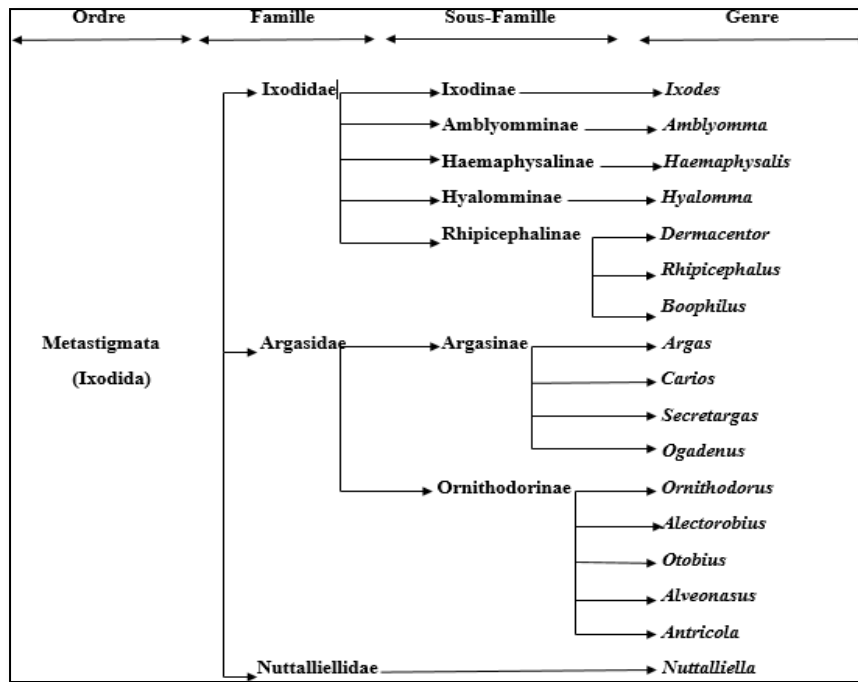 Ordre Famille Sous-Famille Genre
Ixodidae Ixodinae Ixodes
Amblyomminae Amblyomma
Haemaphysalinae Haemaphysalis
Hyalomminae Hyalomma
Rhipicephalinae Dermacentor
Rhipicephalus
Boophilus
Metastigmata Argasidae Argasinae Argas
(Ixodida) Carios
Secretargas
Ogadenus
Ornithodorinae Ornithodorus
Alectorobius
Otobius
Alveonasus
Antricola
Nuttalliellidae Nuttalliella